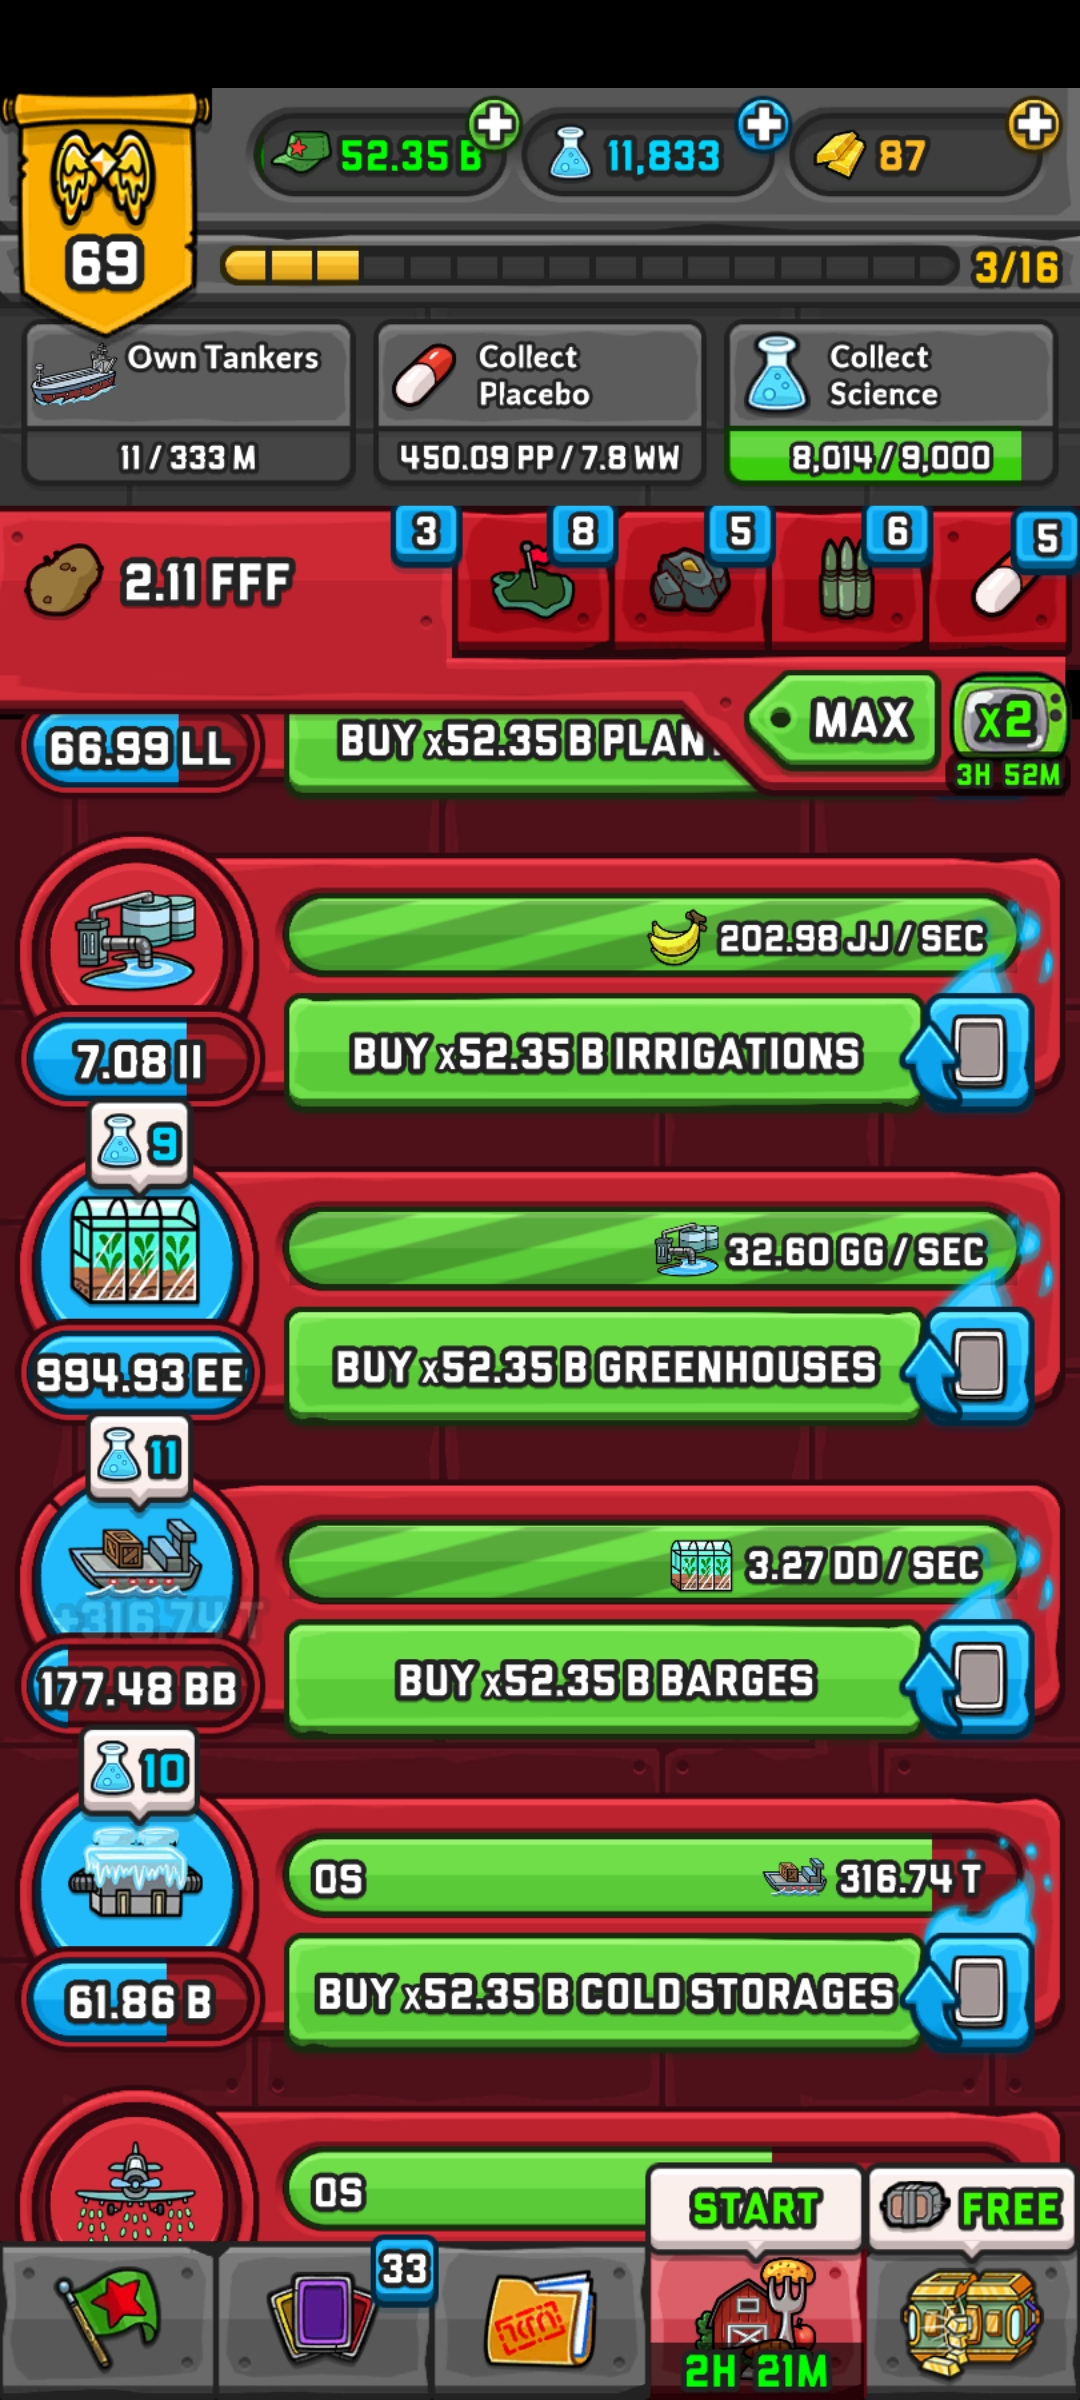 52.35 B
11,833
87
69
3/16
Own Tankers
11 / 333 M
Collect
Placebo
450.09 PP / 7.8 WW
Collect
Science
8,014 / 9,000
2.11 FFF
3
8
5
6
5
MAX
x2
3H 52M
66.99 LL
BUY x52.35 B PLANT
202.98 JJ / SEC
7.08 II
BUY x52.35 B IRRIGATIONS
9
32.60 GG / SEC
994.93 EE
BUY x52.35 B GREENHOUSES
11
3.27 DD / SEC
+316.74 T
177.48 BB
BUY x52.35 B BARGES
10
0S
316.74 T
61.86 B
BUY x52.35 B COLD STORAGES
0S
START
FREE
33
2H 21M